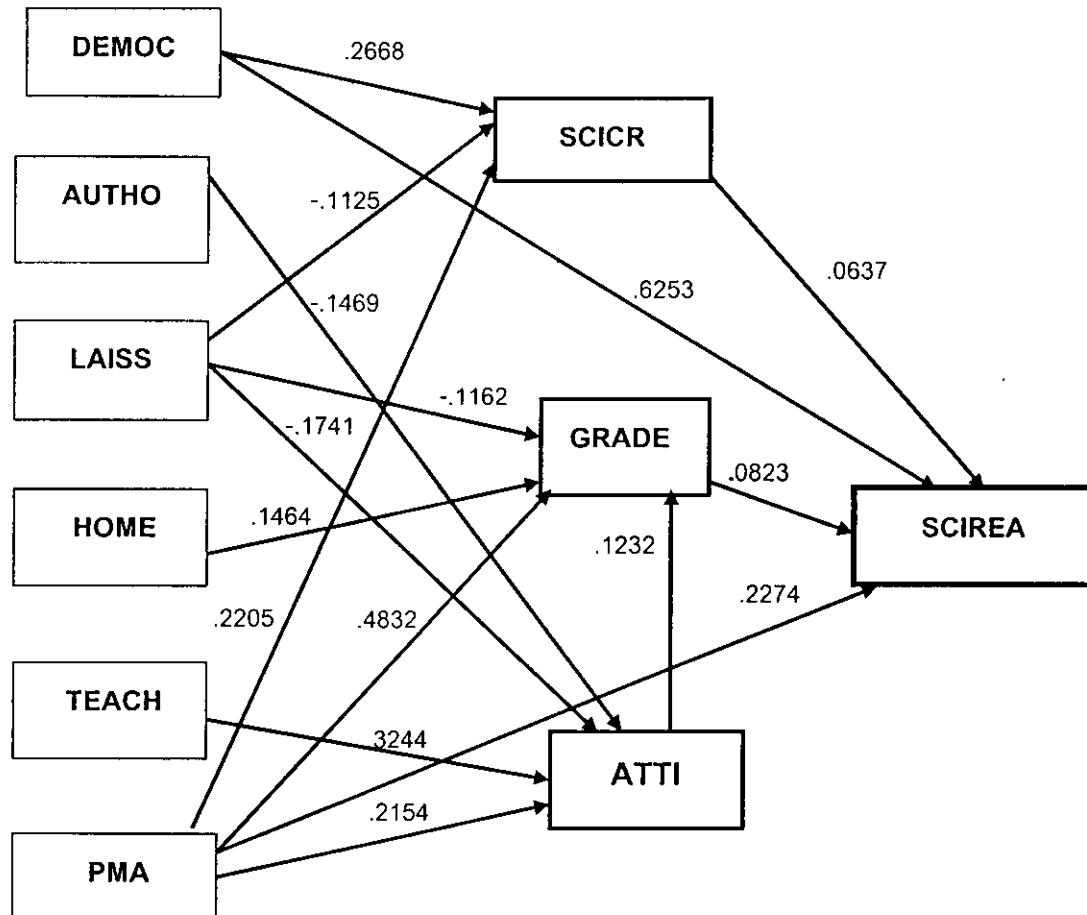 DEMOC
.2668
SCICR
AUTHO
-.1125
.0637
-.1469
.6253
LAISS
-.1162
-.1741
GRADE
.0823
HOME
.1464
.1232
SCIREA
.2205
.4832
.2274
TEACH
3244
ATTI
.2154
PMA